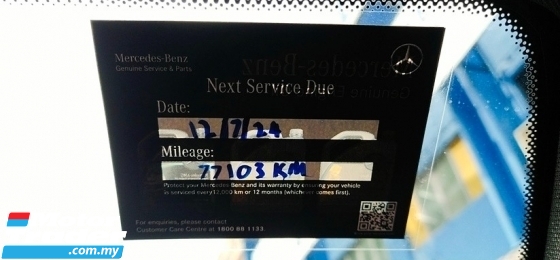 Mercedes-Benz
Genuine Service & Parts
Next Service Due
Date:
12/7/24
Mileage:
77103 KM
Protect your Mercedes Benz and its warranty by ensuring your vehicle
is serviced every 12,000 km or 12 months (whichever comes first).
For enquiries, please contact
Customer Care Centre at 1800 88 1133
.com.my